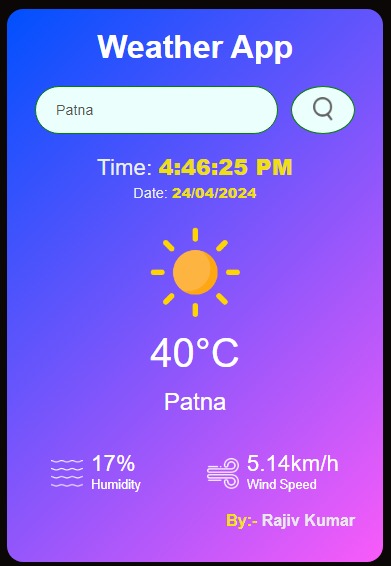 Weather App
Patna
Time: 4:46:25 PM
Date: 24/04/2024
40°C
Patna
17%
Humidity
5.14km/h
Wind Speed
By:- Rajiv Kumar